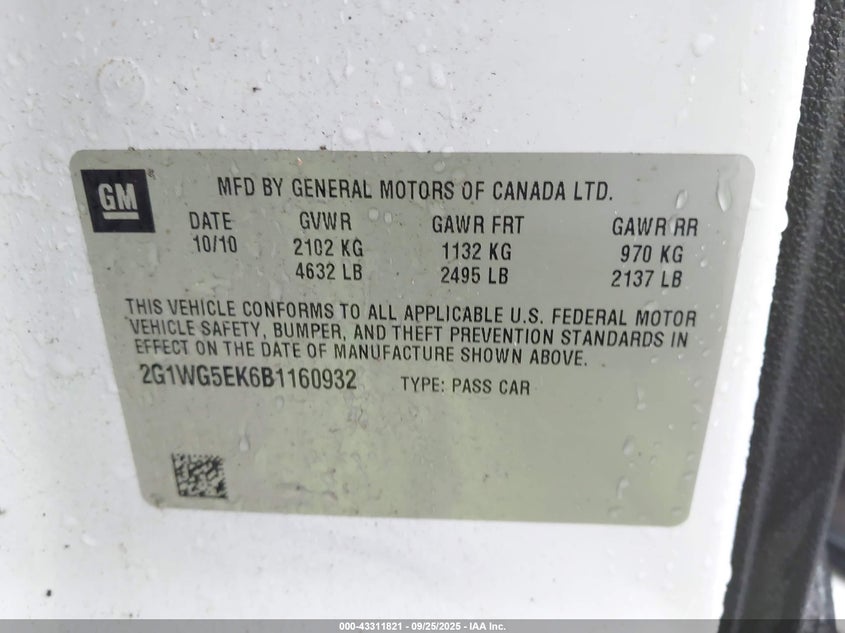 GM
MFD BY GENERAL MOTORS OF CANADA LTD.
DATE GVWR GAWR FRT GAWR RR
10/10 2102 KG 1132 KG 970 KG
4632 LB 2495 LB 2137 LB
THIS VEHICLE CONFORMS TO ALL APPLICABLE U.S. FEDERAL MOTOR
VEHICLE SAFETY, BUMPER, AND THEFT PREVENTION STANDARDS IN
EFFECT ON THE DATE OF MANUFACTURE SHOWN ABOVE.
2G1WG5EK6B1160932 TYPE: PASS CAR
000-43311821 - 09/25/2025 - IAA Inc.